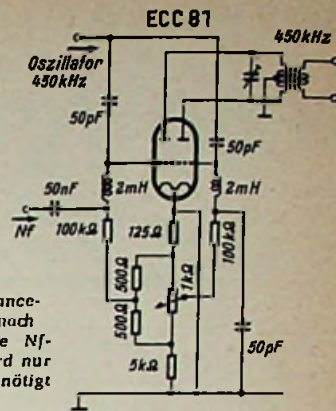 ECC 81
450kHz
Oszillator
450kHz
50pF
50pF
50nF
2mH
2mH
Nf
100kΩ
125Ω
100kΩ
500Ω
1kΩ
500Ω
50pF
5kΩ
ance-
nach
e Nf-
rd nur
nötigt